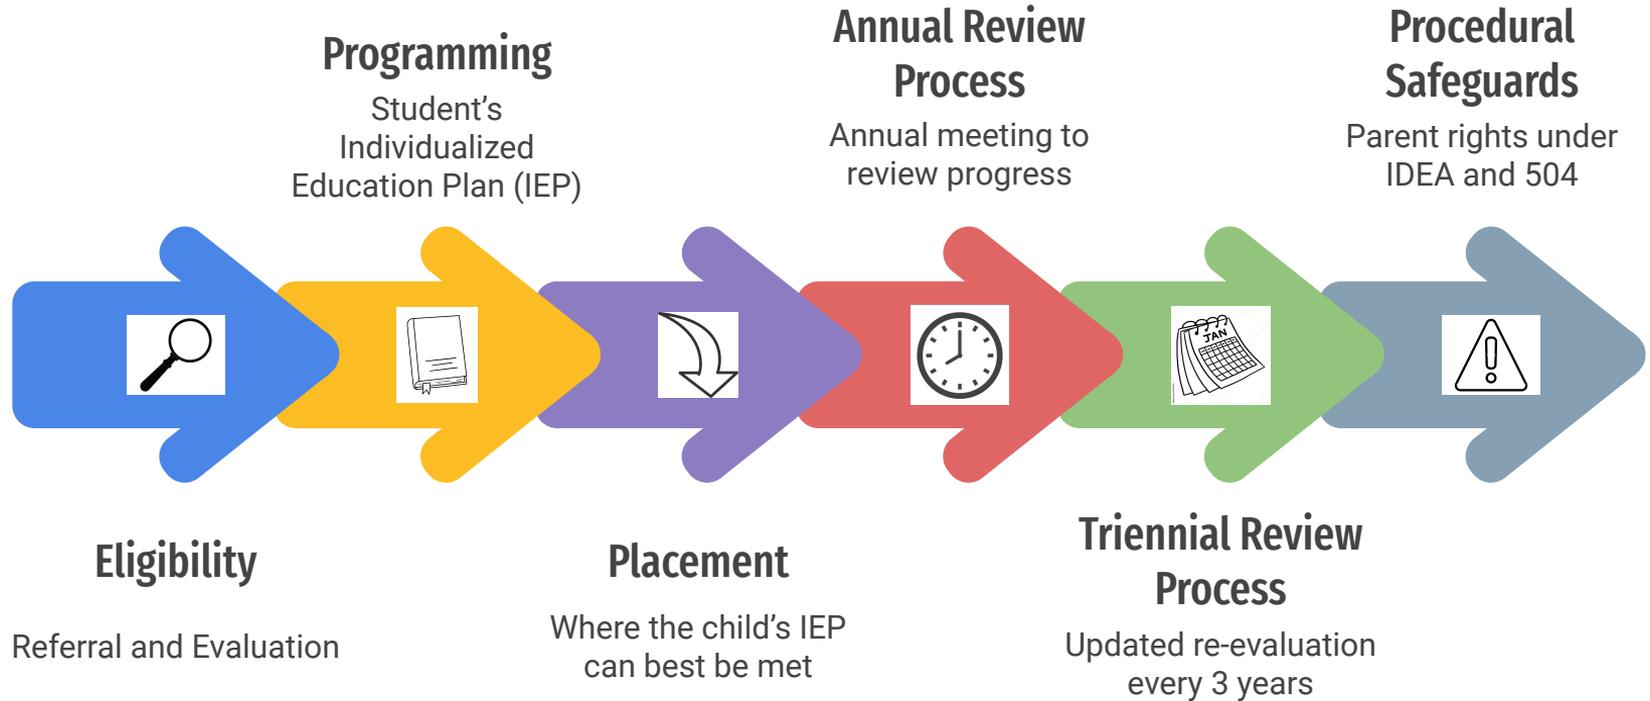 Programming
Student's
Individualized
Education Plan (IEP)
Annual Review
Process
Annual meeting to
review progress
Procedural
Safeguards
Parent rights under
IDEA and 504
JAN
Eligibility
Referral and Evaluation
Placement
Where the child's IEP
can best be met
Triennial Review
Process
Updated re-evaluation
every 3 years